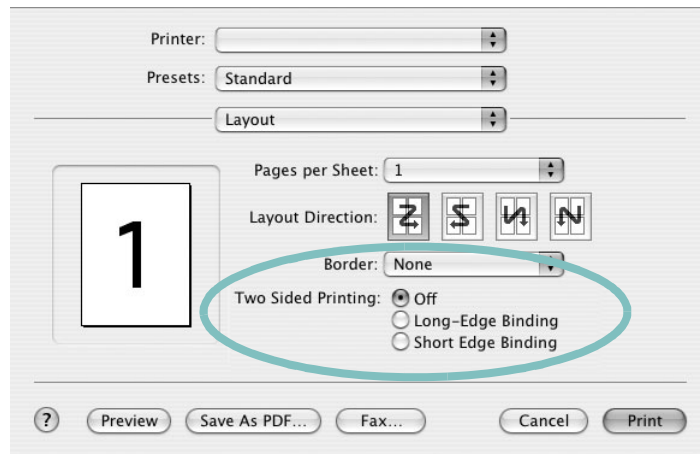 Printer:
Presets: Standard
Layout
Pages per Sheet: 1
Layout Direction:
1
Border: None
Two Sided Printing: Off
Long-Edge Binding
Short Edge Binding
? Preview Save As PDF... Fax... Cancel Print